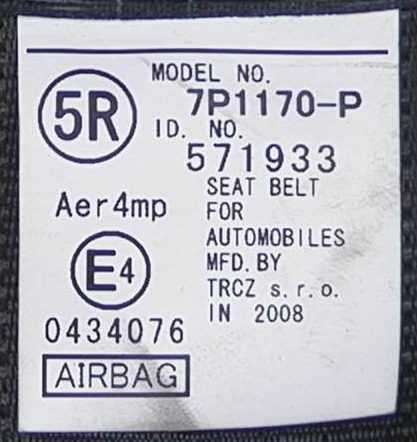 MODEL NO.
5R 7P1170-P
ID. NO.
571933
Aer4mp
SEAT BELT
FOR
AUTOMOBILES
E4
MFD. BY
TRCZ s.r.o.
IN 2008
0434076
AIRBAG